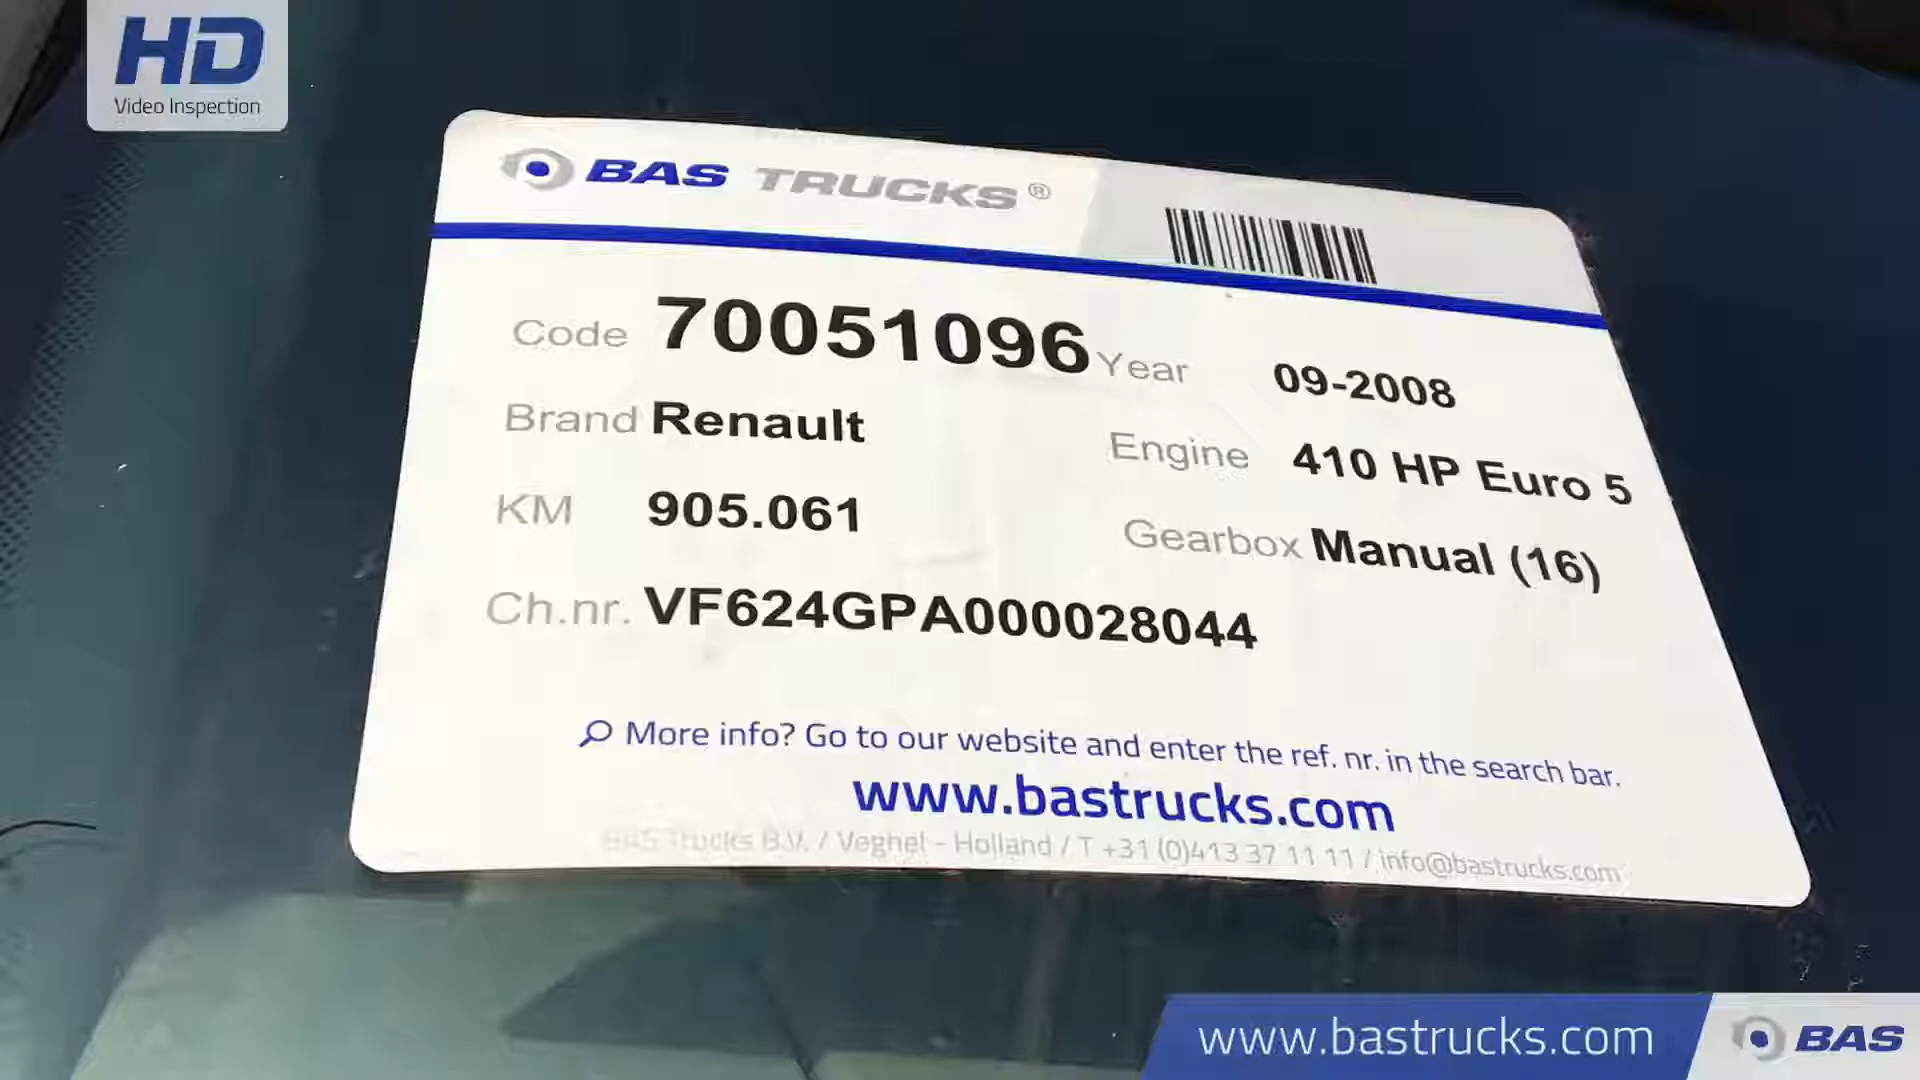 HD
Video Inspection
BAS TRUCKS®
Code 70051096 Year 09-2008
Brand Renault Engine 410 HP Euro 5
KM 905.061 Gearbox Manual (16)
Ch.nr. VF624GPA000028044
More info? Go to our website and enter the ref. nr. in the search bar.
www.bastrucks.com
BAS Trucks B.V. / Veghel - Holland / T +31 (0)413 37 11 11 / info@bastrucks.com
www.bastrucks.com BAS